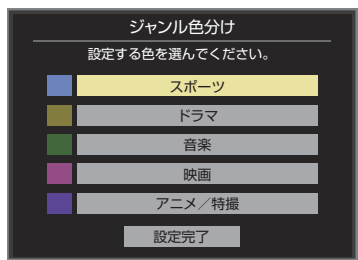 ジャンル色分け
設定する色を選んでください。
スポーツ
ドラマ
音楽
映画
アニメ／特撮
設定完了